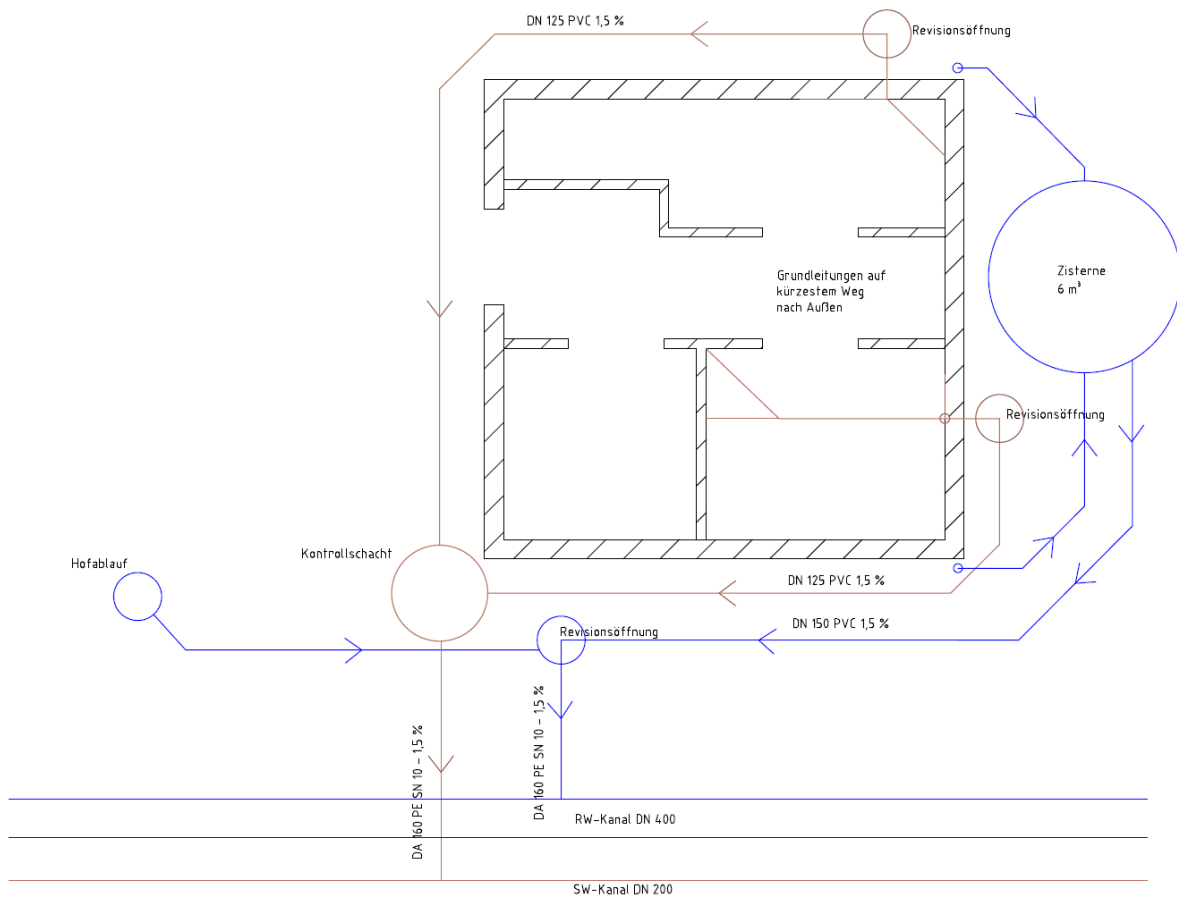 DN 125 PVC 1,5 %
Revisionsöffnung
Grundleitungen auf
kürzestem Weg
nach Außen
Zisterne
6 m³
Revisionsöffnung
Kontrollschacht
Hofablauf
DN 125 PVC 1,5 %
DN 150 PVC 1,5 %
Revisionsöffnung
DA 160 PE SN 10 - 1,5 %
DA 160 PE SN 10 - 1,5 %
RW-Kanal DN 400
SW-Kanal DN 200